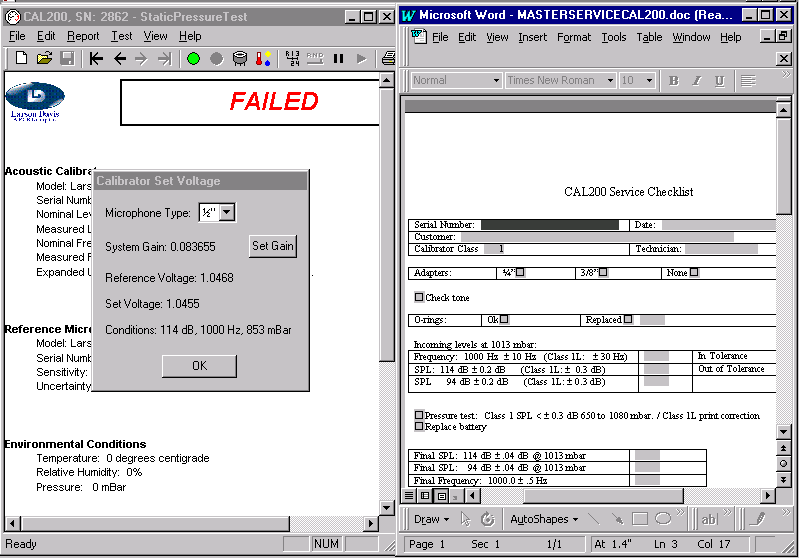 CAL200, SN: 2862 - StaticPressureTest
File Edit Report Test View Help
R13
24
RND
Larson Davis
FAILED
Acoustic Calibra
Model: Lars
Serial Numb
Nominal Lev
Measured L
Nominal Fre
Measured F
Expanded U
Calibrator Set Voltage
Microphone Type: ½"
System Gain: 0.083655 Set Gain
Reference Voltage: 1.0468
Set Voltage: 1.0455
Conditions: 114 dB, 1000 Hz, 853 mBar
OK
Reference Micro
Model: Lars
Serial Numb
Sensitivity:
Uncertainty
Environmental Conditions
Temperature: 0 degrees centigrade
Relative Humidity: 0%
Pressure: 0 mBar
Ready NUM
Microsoft Word - MASTERSERVICECAL200.doc (Rea...
File Edit View Insert Format Tools Table Window Help
Normal Times New Roman 10 B I U
CAL200 Service Checklist
Serial Number: Date:
Customer:
Calibrator Class 1 Technician:
Adapters: ¼" 3/8" None
Check tone
O-rings: Ok Replaced
Incoming levels at 1013 mbar:
Frequency: 1000 Hz ± 10 Hz (Class 1L: ± 30 Hz) In Tolerance
SPL: 114 dB ± 0.2 dB (Class 1L: ± 0.3 dB) Out of Tolerance
SPL 94 dB ± 0.2 dB (Class 1L: ± 0.3 dB)
Pressure test: Class 1 SPL < ± 0.3 dB 650 to 1080 mbar. / Class 1L print correction
Replace battery
Final SPL: 114 dB ± .04 dB @ 1013 mbar
Final SPL: 94 dB ± .04 dB @ 1013 mbar
Final Frequency: 1000.0 ± .5 Hz
Draw AutoShapes
Page 1 Sec 1 1/1 At 1.4" Ln 3 Col 17